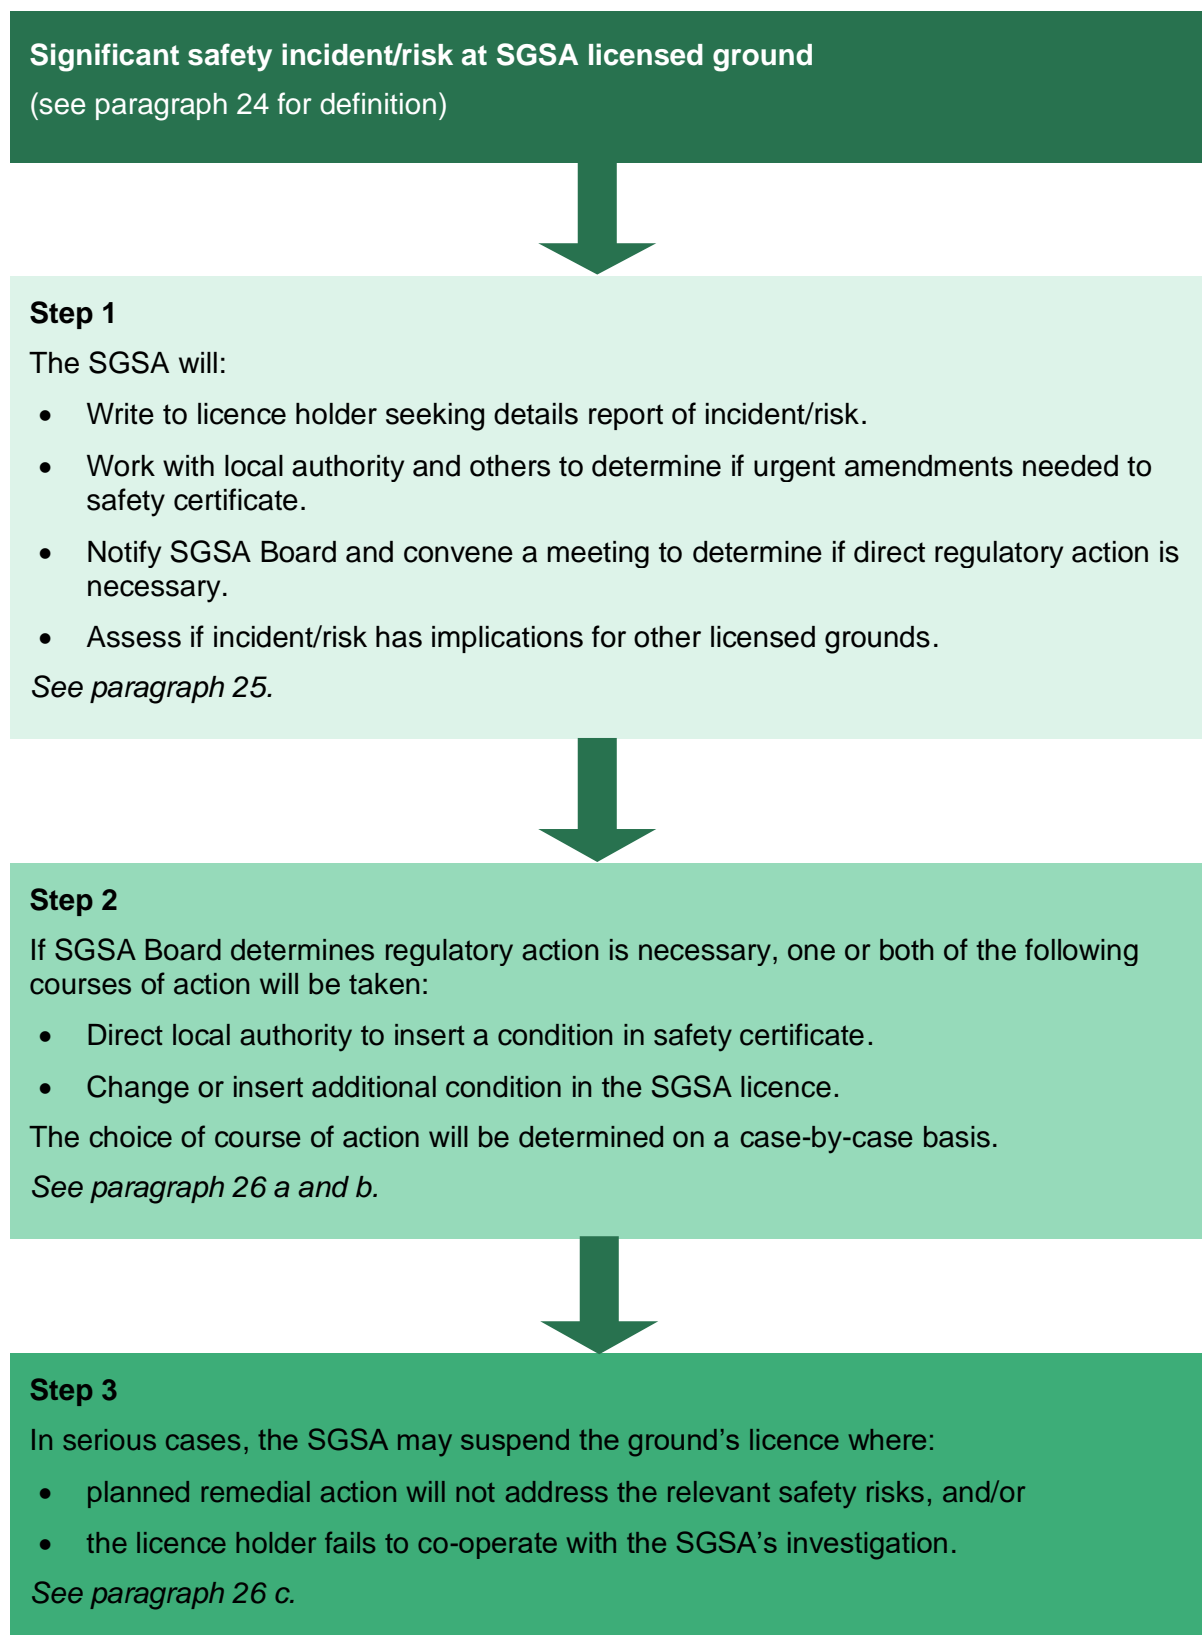 Significant safety incident/risk at SGSA licensed ground
(see paragraph 24 for definition)
Step 1
The SGSA will:
• Write to licence holder seeking details report of incident/risk.
• Work with local authority and others to determine if urgent amendments needed to
safety certificate.
• Notify SGSA Board and convene a meeting to determine if direct regulatory action is
necessary.
• Assess if incident/risk has implications for other licensed grounds.
See paragraph 25.
Step 2
If SGSA Board determines regulatory action is necessary, one or both of the following
courses of action will be taken:
• Direct local authority to insert a condition in safety certificate.
• Change or insert additional condition in the SGSA licence.
The choice of course of action will be determined on a case-by-case basis.
See paragraph 26 a and b.
Step 3
In serious cases, the SGSA may suspend the ground’s licence where:
• planned remedial action will not address the relevant safety risks, and/or
• the licence holder fails to co-operate with the SGSA’s investigation.
See paragraph 26 c.